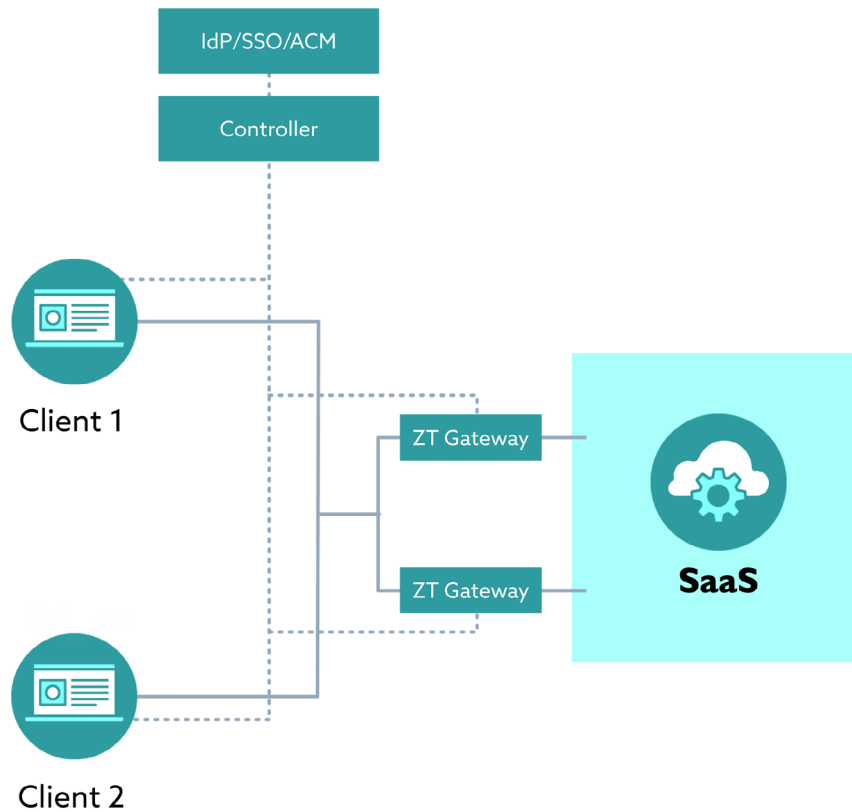 IdP/SSO/ACM
Controller
Client 1
ZT Gateway
ZT Gateway
SaaS
Client 2